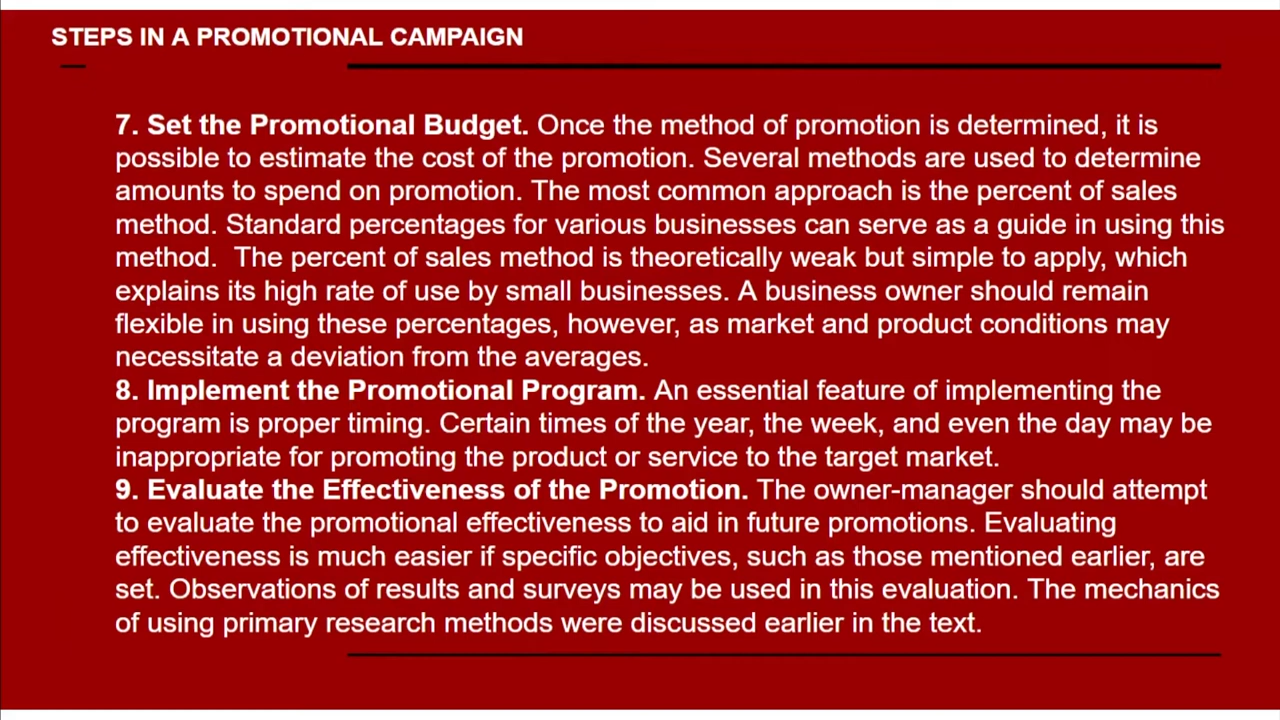 STEPS IN A PROMOTIONAL CAMPAIGN
7. Set the Promotional Budget. Once the method of promotion is determined, it is
possible to estimate the cost of the promotion. Several methods are used to determine
amounts to spend on promotion. The most common approach is the percent of sales
method. Standard percentages for various businesses can serve as a guide in using this
method.  The percent of sales method is theoretically weak but simple to apply, which
explains its high rate of use by small businesses. A business owner should remain
flexible in using these percentages, however, as market and product conditions may
necessitate a deviation from the averages.
8. Implement the Promotional Program. An essential feature of implementing the
program is proper timing. Certain times of the year, the week, and even the day may be
inappropriate for promoting the product or service to the target market.
9. Evaluate the Effectiveness of the Promotion. The owner-manager should attempt
to evaluate the promotional effectiveness to aid in future promotions. Evaluating
effectiveness is much easier if specific objectives, such as those mentioned earlier, are
set. Observations of results and surveys may be used in this evaluation. The mechanics
of using primary research methods were discussed earlier in the text.